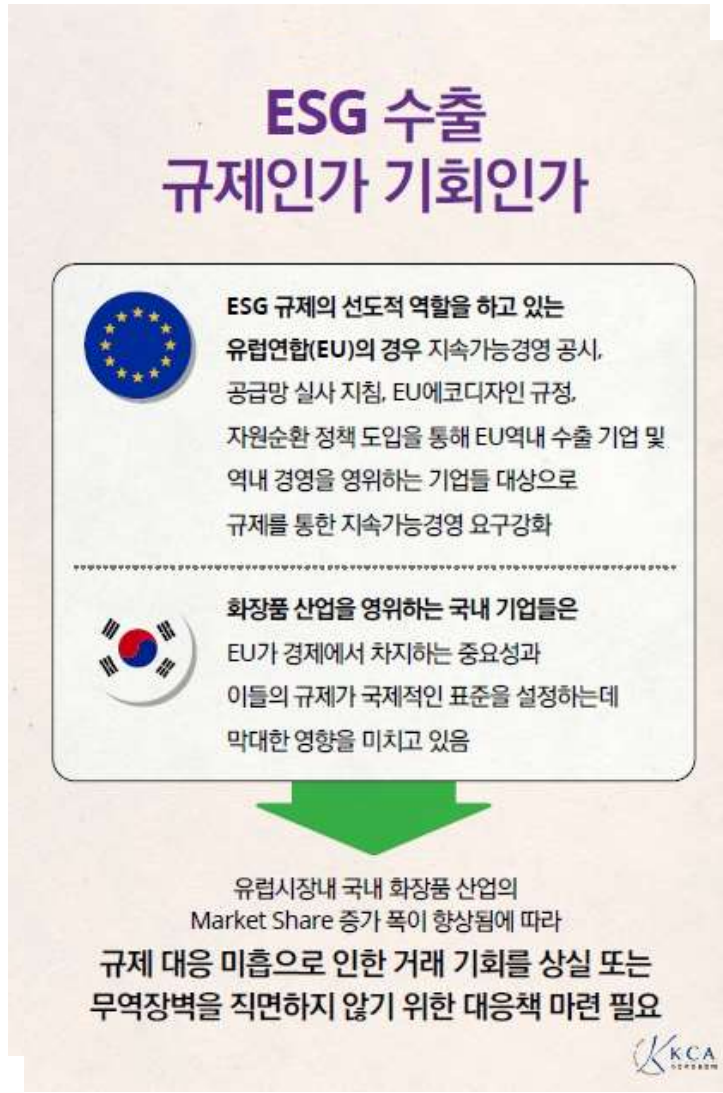 ESG 수출
규제인가 기회인가
ESG 규제의 선도적 역할을 하고 있는
유럽연합(EU)의 경우 지속가능경영 공시,
공급망 실사 지침, EU에코디자인 규정,
자원순환 정책 도입을 통해 EU역내 수출 기업 및
역내 경영을 영위하는 기업들 대상으로
규제를 통한 지속가능경영 요구강화
화장품 산업을 영위하는 국내 기업들은
EU가 경제에서 차지하는 중요성과
이들의 규제가 국제적인 표준을 설정하는데
막대한 영향을 미치고 있음
유럽시장내 국내 화장품 산업의
Market Share 증가 폭이 향상됨에 따라
규제 대응 미흡으로 인한 거래 기회를 상실 또는
무역장벽을 직면하지 않기 위한 대응책 마련 필요
KCA